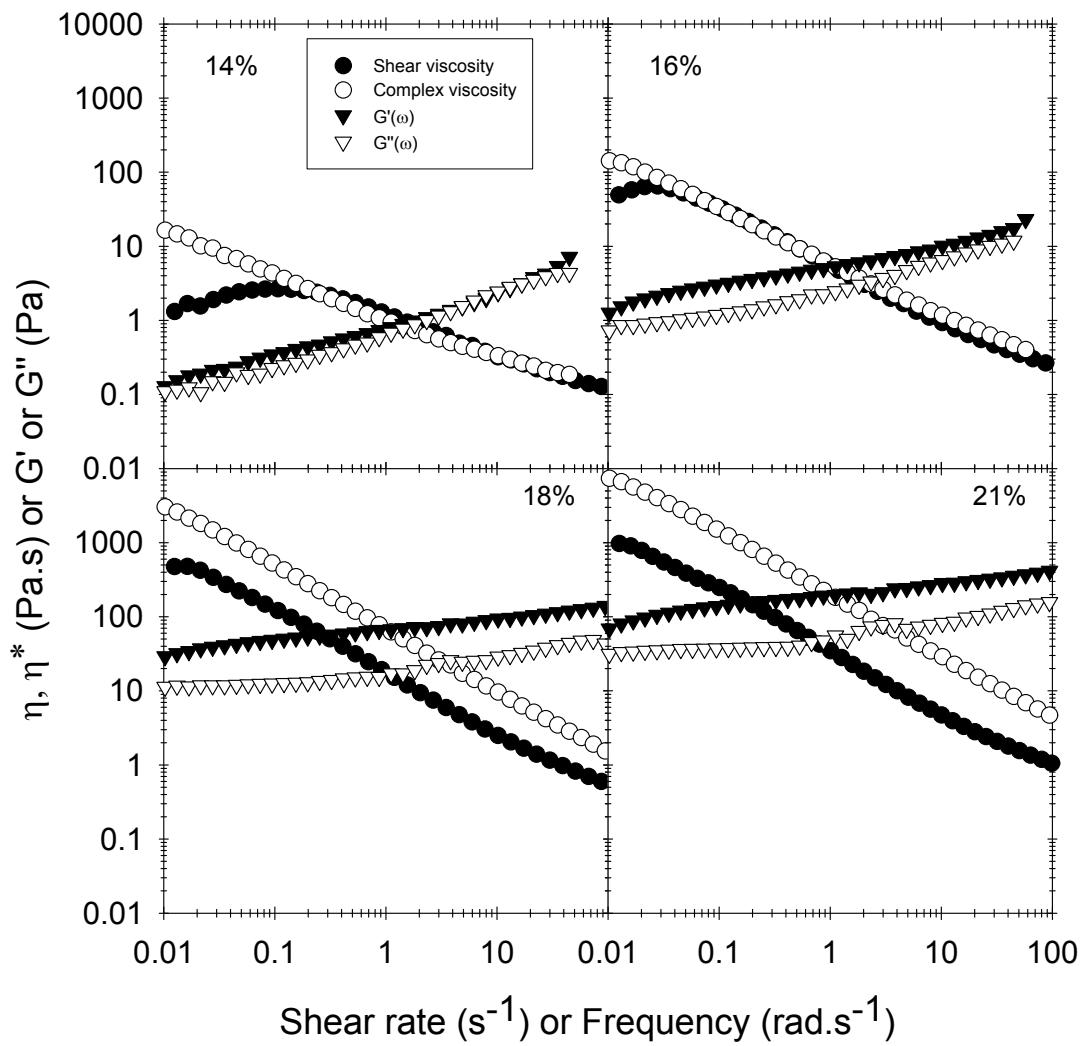 10000
1000
100
10
1
0.1
0.01
14%
Shear viscosity
Complex viscosity
G'(ω)
G''(ω)
16%
1000
100
10
1
0.1
0.01
18%
21%
η, η* (Pa.s) or G' or G'' (Pa)
0.01 0.1 1 10 0.01 0.1 1 10 100
Shear rate (s⁻¹) or Frequency (rad.s⁻¹)